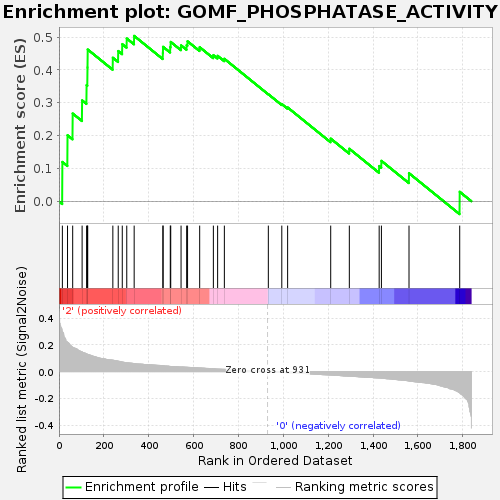 Enrichment plot: GOMF_PHOSPHATASE_ACTIVITY
Enrichment score (ES)
0.5
0.4
0.3
0.2
0.1
0.0
'2' (positively correlated)
Ranked list metric (Signal2Noise)
0.4
0.2
0.0
-0.2
-0.4
Zero cross at 931
'0' (negatively correlated)
0 200 400 600 800 1,000 1,200 1,400 1,600 1,800
Rank in Ordered Dataset
Enrichment profile Hits Ranking metric scores